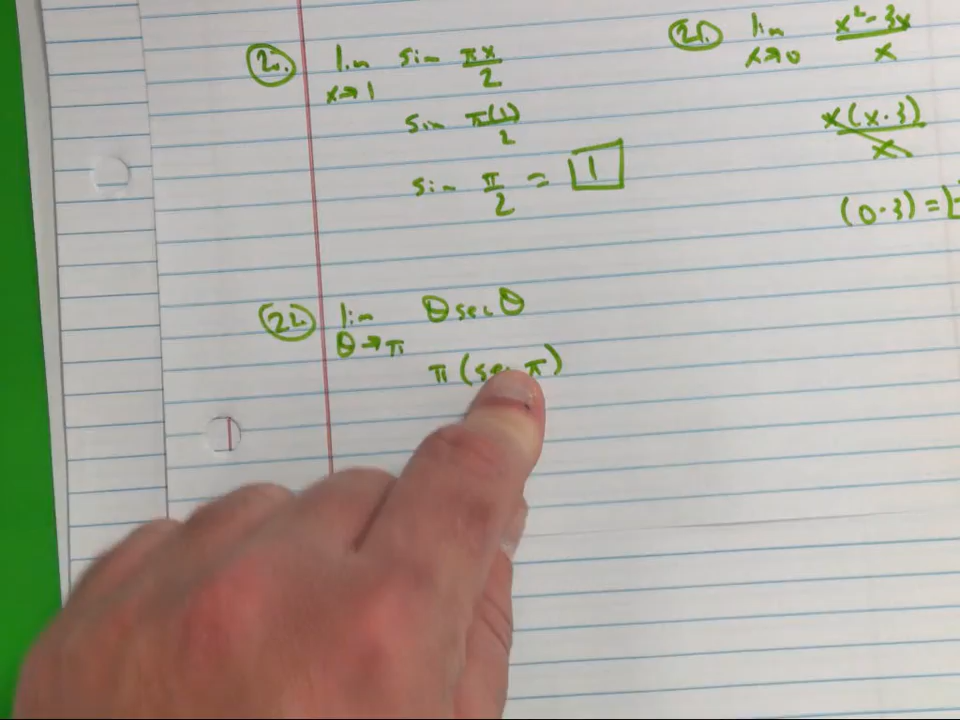 20. lim x→1 sin πx/2
sin π(1)/2
sin π/2 = 1
21. lim x→0 x²-3x/x
x(x-3)/x
(0-3) =
22. lim θ→π θ sec θ
π (sec π)